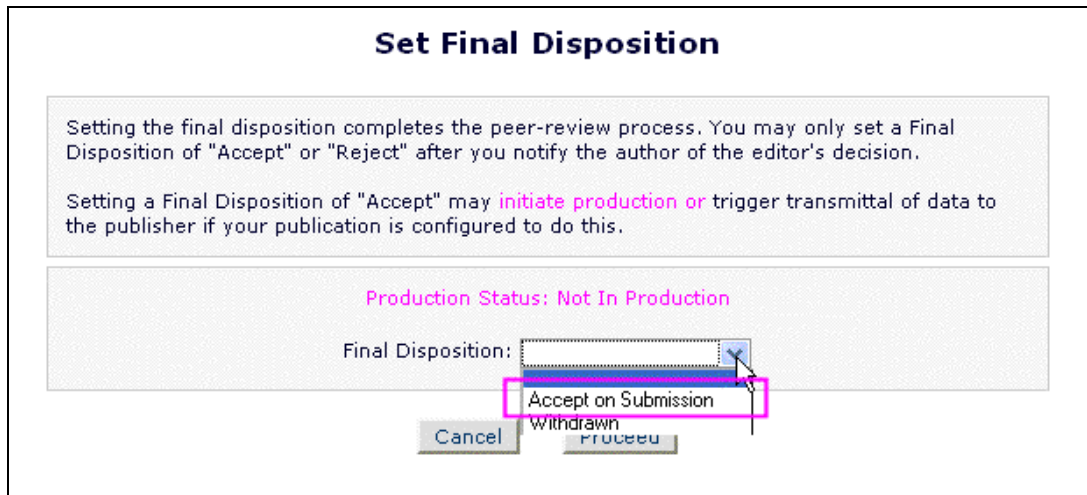 Set Final Disposition
Setting the final disposition completes the peer-review process. You may only set a Final
Disposition of "Accept" or "Reject" after you notify the author of the editor's decision.
Setting a Final Disposition of "Accept" may initiate production or trigger transmittal of data to
the publisher if your publication is configured to do this.
Production Status: Not In Production
Final Disposition:
Accept on Submission
Withdrawn
Cancel Proceed